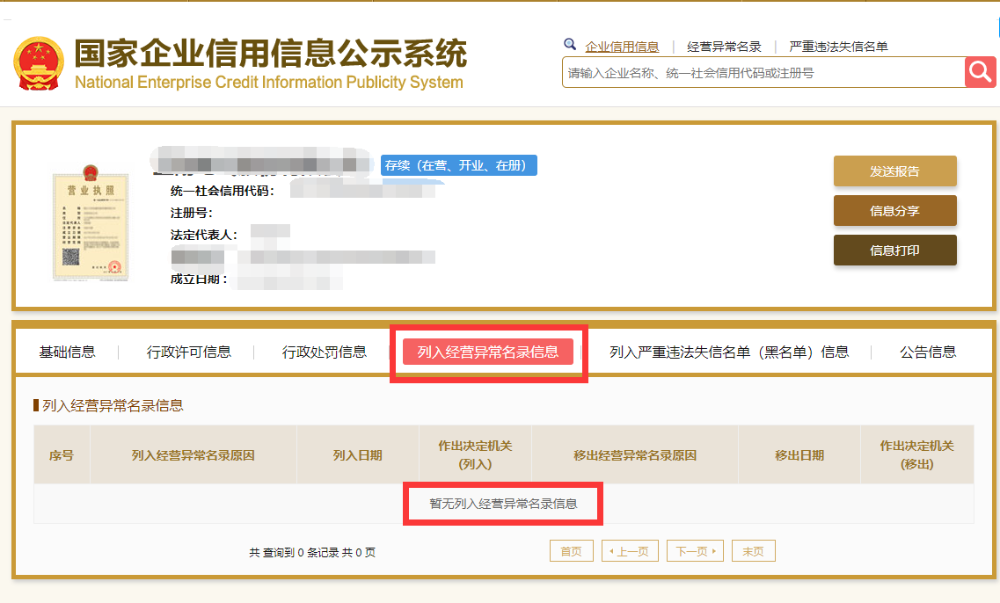 国家企业信用信息公示系统
National Enterprise Credit Information Publicity System
企业信用信息 | 经营异常名录 | 严重违法失信名单
请输入企业名称、统一社会信用代码或注册号
存续（在营、开业、在册）
营业执照
统一社会信用代码：
注册号：
法定代表人：
成立日期：
发送报告
信息分享
信息打印
基础信息 | 行政许可信息 | 行政处罚信息 | 列入经营异常名录信息 | 列入严重违法失信名单（黑名单）信息 | 公告信息
列入经营异常名录信息
序号 列入经营异常名录原因 列入日期 作出决定机关(列入) 移出经营异常名录原因 移出日期 作出决定机关(移出)
暂无列入经营异常名录信息
共 查询到 0 条记录 共 0 页 首页 上一页 下一页 末页